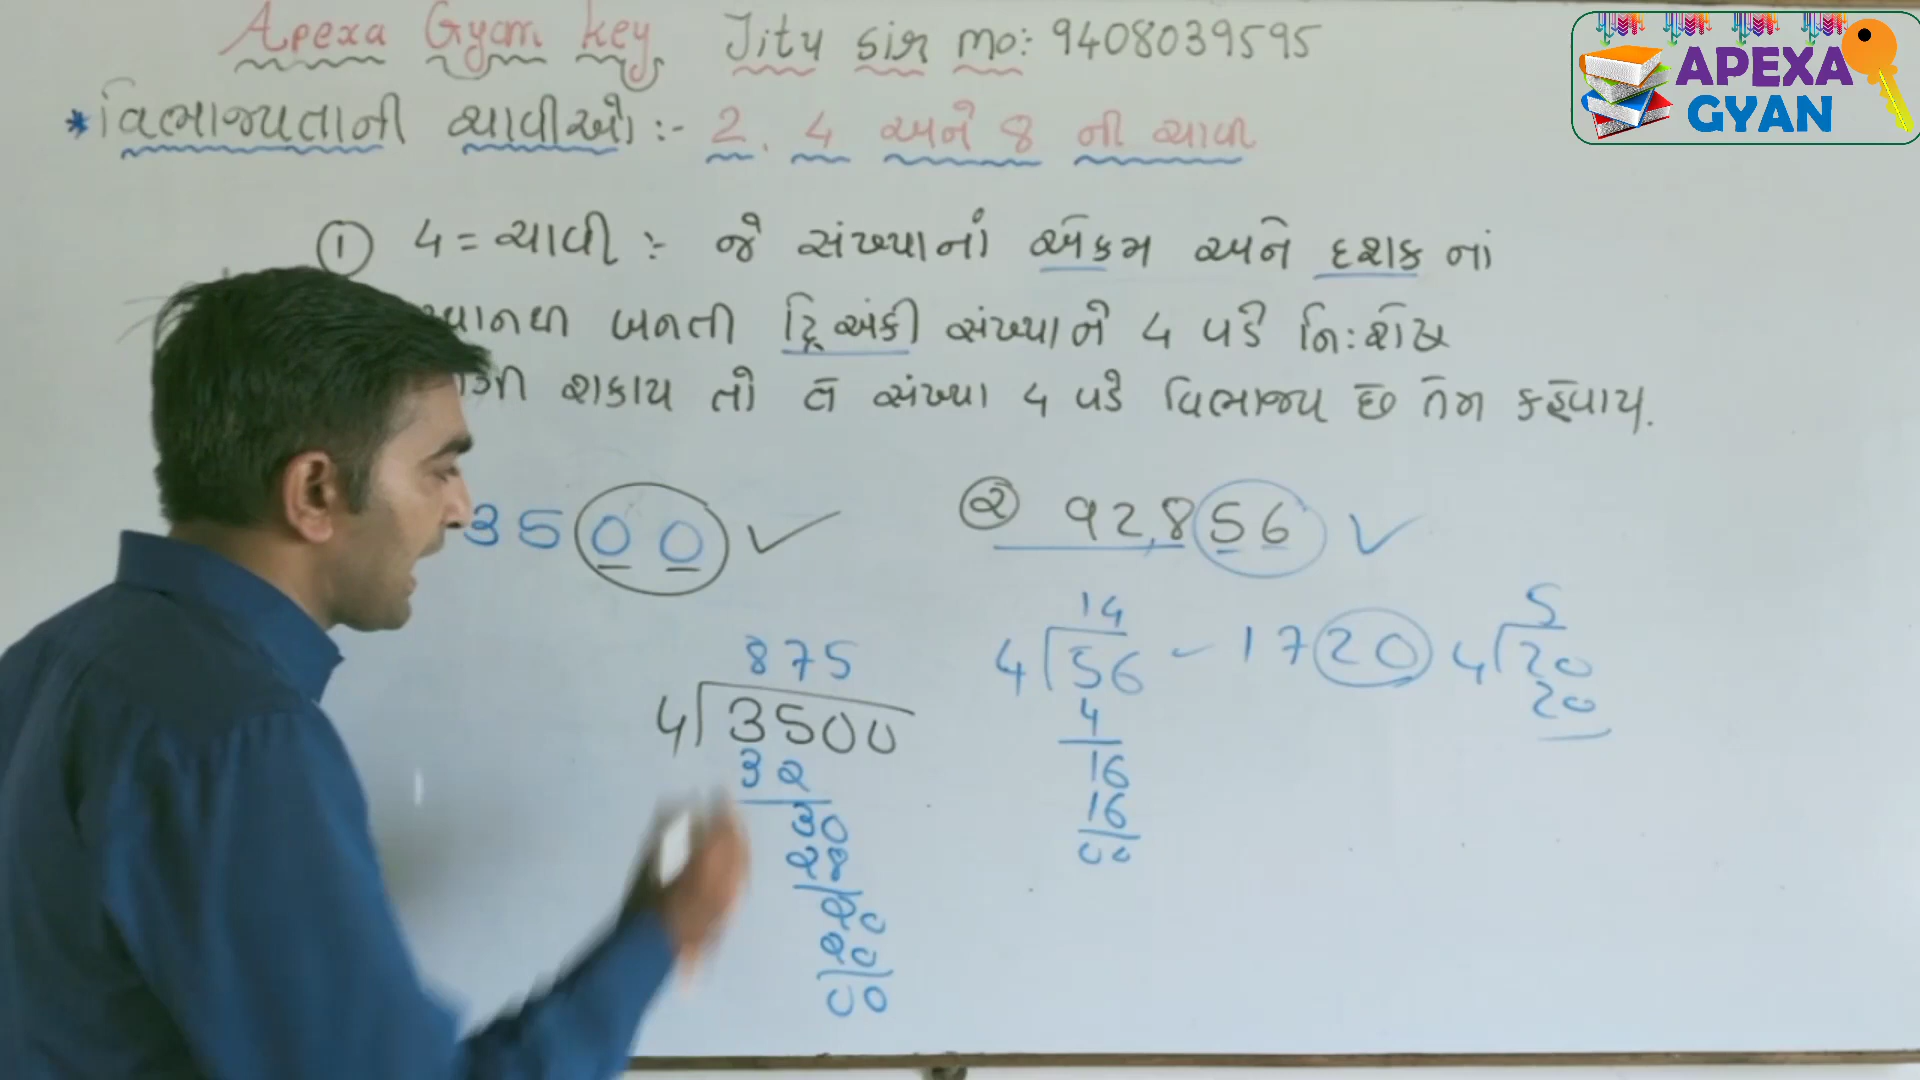 Apexa Gyan key Jitu sir mo:- 9408039595
APEXA
GYAN
* વિભાજ્યતાની ચાવીઓ :- 2, 4 અને 8 ની ચાવી
① 4 = ચાવી :- જે સંખ્યાનાં એકમ અને દશક નાં
બનતી દ્વિઅંકી સંખ્યાને 4 વડે નિ:શેષ
શકાય તો તે સંખ્યા 4 વડે વિભાજ્ય છે તેમ કહેવાય.
3500 ✓
② 92,856 ✓
875
4 3500
32
30
28
20
20
00
14
4 56 - 1720
4
16
16
00
5
4 20
20